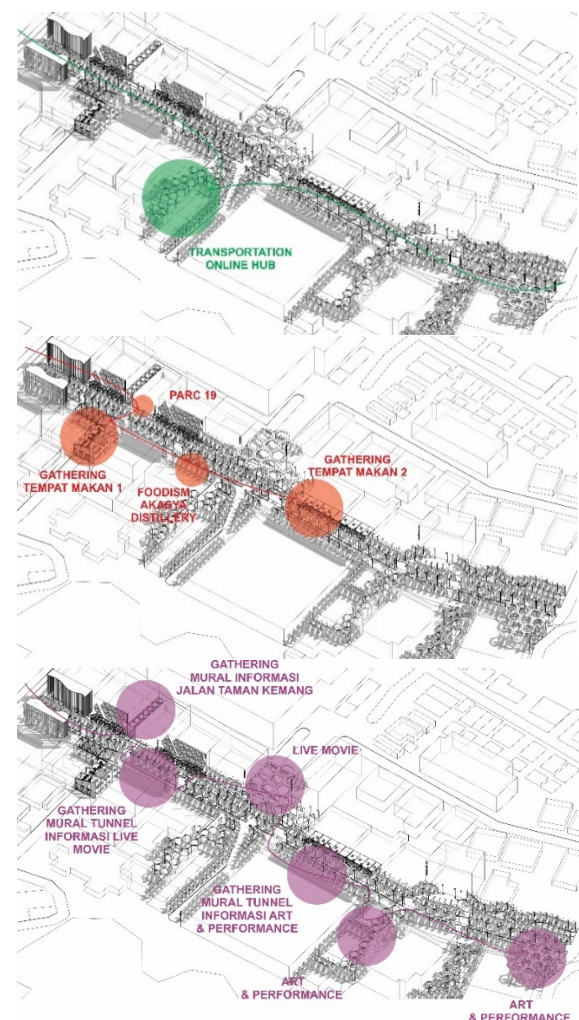 TRANSPORTATION
ONLINE HUB
PARC 19
GATHERING
TEMPAT MAKAN 1
FOODISM
AKAGYA
DISTILLERY
GATHERING
TEMPAT MAKAN 2
GATHERING
MURAL INFORMASI
JALAN TAMAN KEMANG
LIVE MOVIE
GATHERING
MURAL TUNNEL
INFORMASI LIVE
MOVIE
GATHERING
MURAL TUNNEL
INFORMASI ART
& PERFORMANCE
ART
& PERFORMANCE
ART
& PERFORMANCE